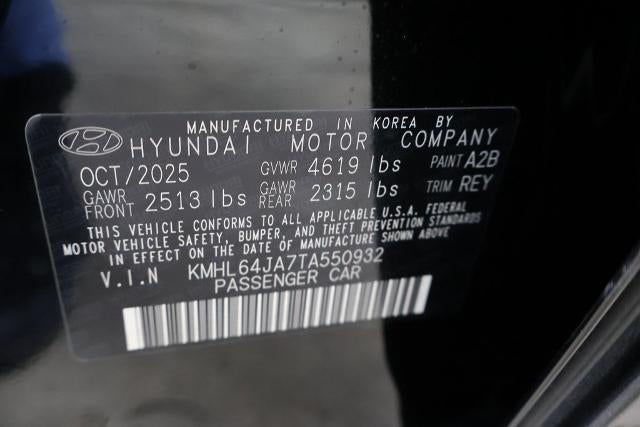 MANUFACTURED IN KOREA BY
HYUNDAI MOTOR COMPANY
OCT/2025 GVWR 4619 lbs PAINT A2B
GAWR FRONT 2513 lbs GAWR REAR 2315 lbs TRIM REY
THIS VEHICLE CONFORMS TO ALL APPLICABLE U.S.A. FEDERAL
MOTOR VEHICLE SAFETY, BUMPER, AND THEFT PREVENTION STANDARDS
IN EFFECT ON THE DATE OF MANUFACTURE SHOWN ABOVE.
V.I.N KMHL64JA7TA550932
PASSENGER CAR